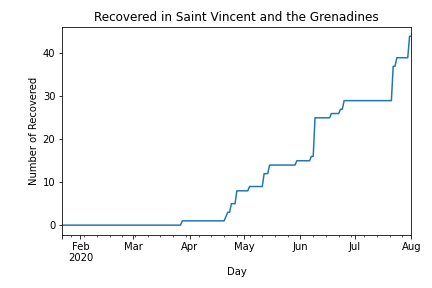 Recovered in Saint Vincent and the Grenadines
Number of Recovered
40
30
20
10
0
Feb Mar Apr May Jun Jul Aug
2020
Day